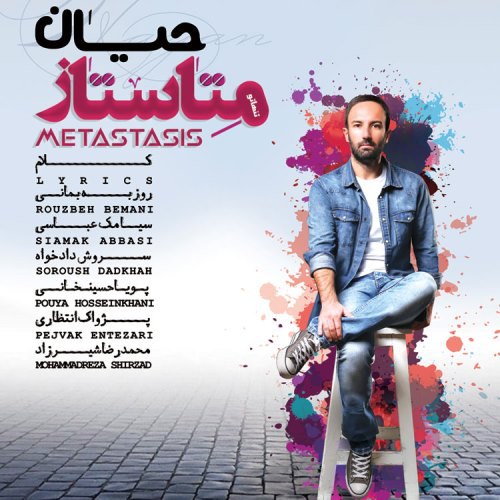 حیان
متاستاز
تنهاتو
METASTASIS
کلام
LYRICS
روزبه بمانی
ROUZBEH BEMANI
سیامک عباسی
SIAMAK ABBASI
سروش دادخواه
SOROUSH DADKHAH
پویا حسینخانی
POUYA HOSSEINKHANI
پژواک انتظاری
PEJVAK ENTEZARI
محمدرضا شیرزاد
MOHAMMADREZA SHIRZAD